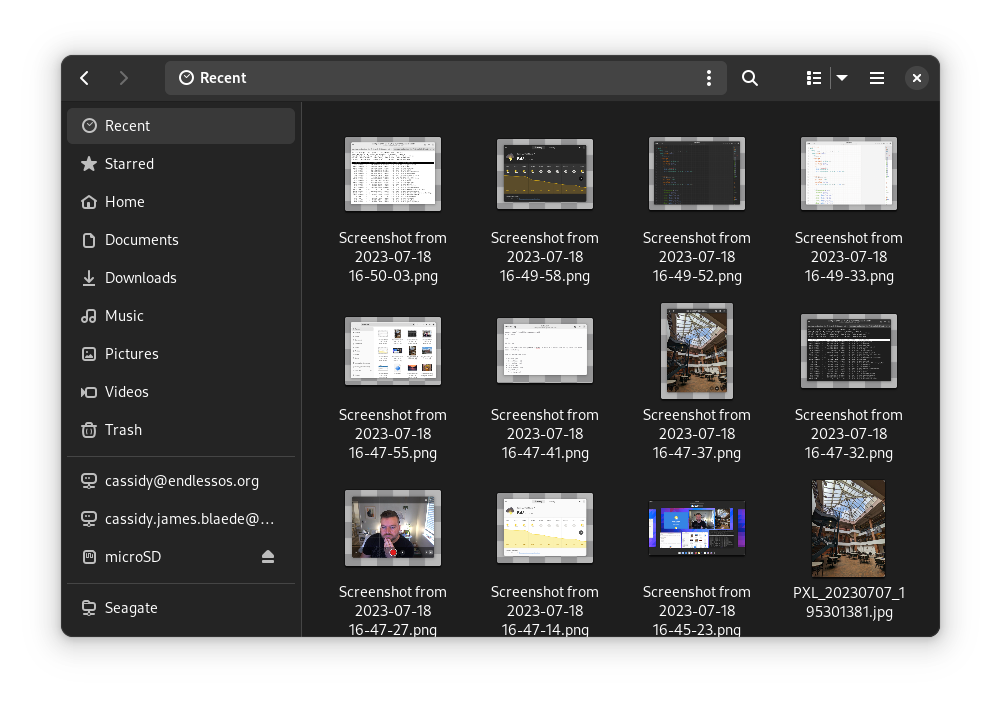 Recent
Recent
Starred
Home
Documents
Downloads
Music
Pictures
Videos
Trash
cassidy@endlessos.org
cassidy.james.blaede@...
microSD
Seagate
Screenshot from
2023-07-18
16-50-03.png
Screenshot from
2023-07-18
16-49-58.png
Screenshot from
2023-07-18
16-49-52.png
Screenshot from
2023-07-18
16-49-33.png
Screenshot from
2023-07-18
16-47-55.png
Screenshot from
2023-07-18
16-47-41.png
Screenshot from
2023-07-18
16-47-37.png
Screenshot from
2023-07-18
16-47-32.png
Screenshot from
2023-07-18
16-47-27.png
Screenshot from
2023-07-18
16-47-14.png
Screenshot from
2023-07-18
16-45-23.png
PXL_20230707_1
95301381.jpg